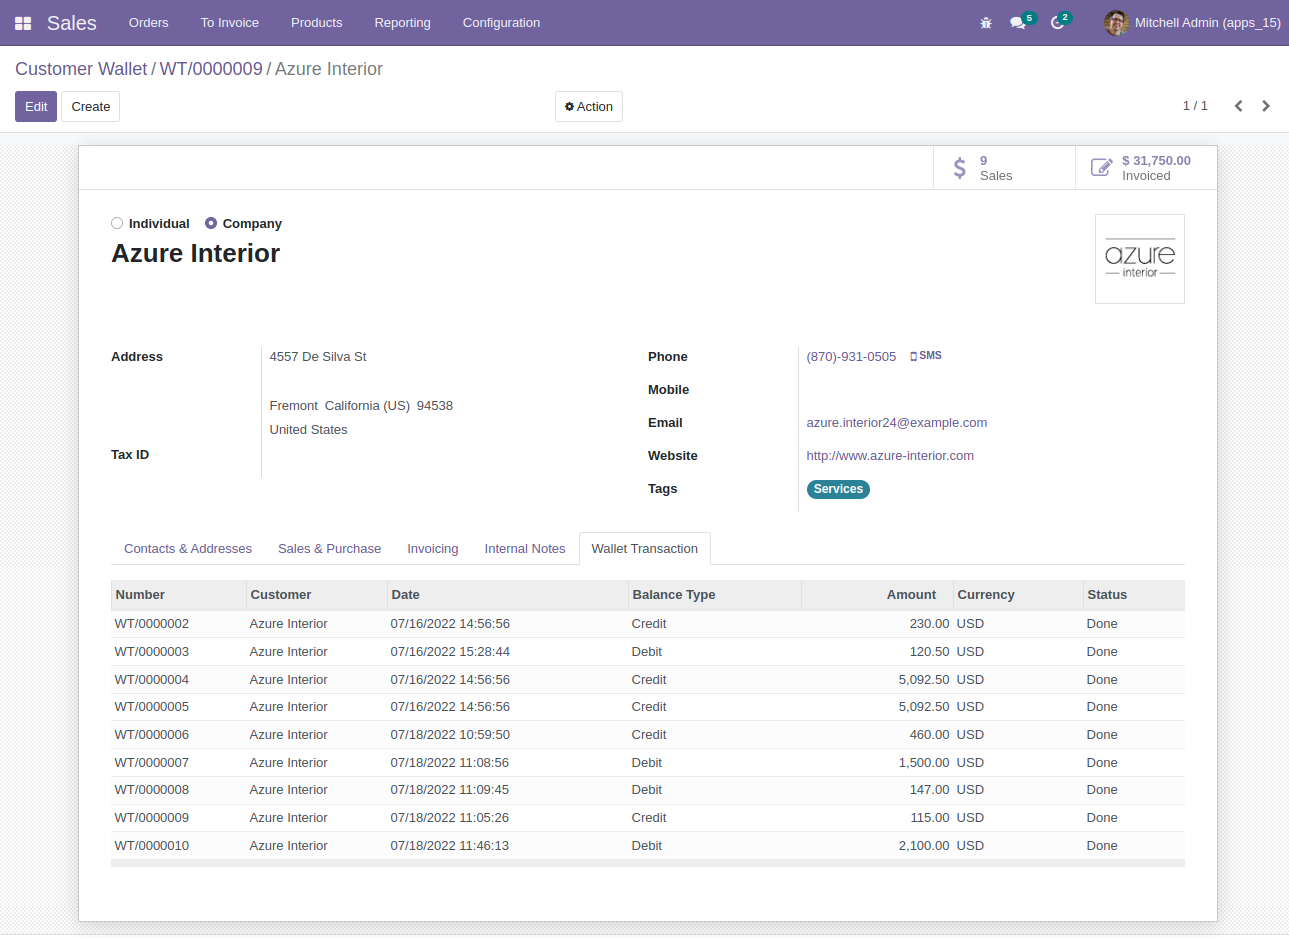 Sales Orders To Invoice Products Reporting Configuration 5 2 Mitchell Admin (apps_15)
Customer Wallet / WT/0000009 / Azure Interior
Edit Create Action 1 / 1
9 $ 31,750.00
Sales Invoiced
Individual Company
Azure Interior
azure
interior
Address 4557 De Silva St Phone (870)-931-0505 SMS
Mobile
Fremont California (US) 94538
Email azure.interior24@example.com
United States
Tax ID Website http://www.azure-interior.com
Tags Services
Contacts & Addresses Sales & Purchase Invoicing Internal Notes Wallet Transaction
Number Customer Date Balance Type Amount Currency Status
WT/0000002 Azure Interior 07/16/2022 14:56:56 Credit 230.00 USD Done
WT/0000003 Azure Interior 07/16/2022 15:28:44 Debit 120.50 USD Done
WT/0000004 Azure Interior 07/16/2022 14:56:56 Credit 5,092.50 USD Done
WT/0000005 Azure Interior 07/16/2022 14:56:56 Credit 5,092.50 USD Done
WT/0000006 Azure Interior 07/18/2022 10:59:50 Credit 460.00 USD Done
WT/0000007 Azure Interior 07/18/2022 11:08:56 Debit 1,500.00 USD Done
WT/0000008 Azure Interior 07/18/2022 11:09:45 Debit 147.00 USD Done
WT/0000009 Azure Interior 07/18/2022 11:05:26 Credit 115.00 USD Done
WT/0000010 Azure Interior 07/18/2022 11:46:13 Debit 2,100.00 USD Done